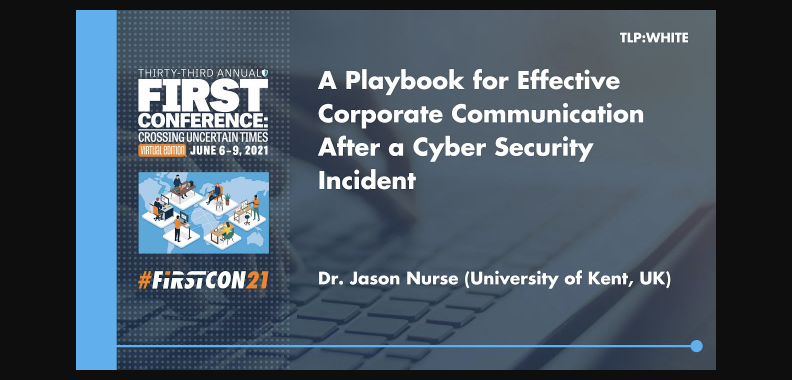 TLP:WHITE
THIRTY-THIRD ANNUAL
FIRST
CONFERENCE:
CROSSING UNCERTAIN TIMES
VIRTUAL EDITION JUNE 6-9, 2021
#FiRSTCON21
A Playbook for Effective
Corporate Communication
After a Cyber Security
Incident
Dr. Jason Nurse (University of Kent, UK)